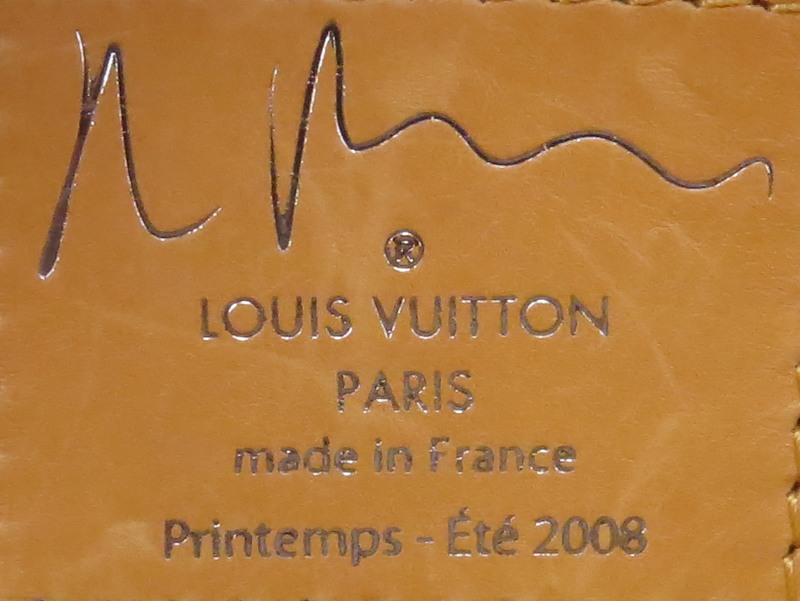 ®
LOUIS VUITTON
PARIS
made in France
Printemps - Été 2008